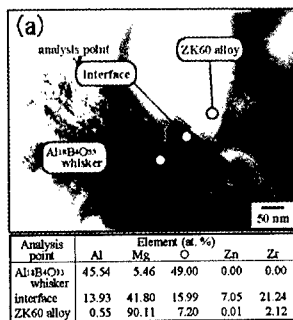 (a)
analysis point
ZK60 alloy
Interface
Al18B4O33
whisker
50 nm
Analysis point Element (at. %)
Al Mg O Zn Zr
Al18B4O33 whisker 45.54 5.46 49.00 0.00 0.00
interface 13.93 41.80 15.99 7.05 21.24
ZK60 alloy 0.55 90.11 7.20 0.01 2.12